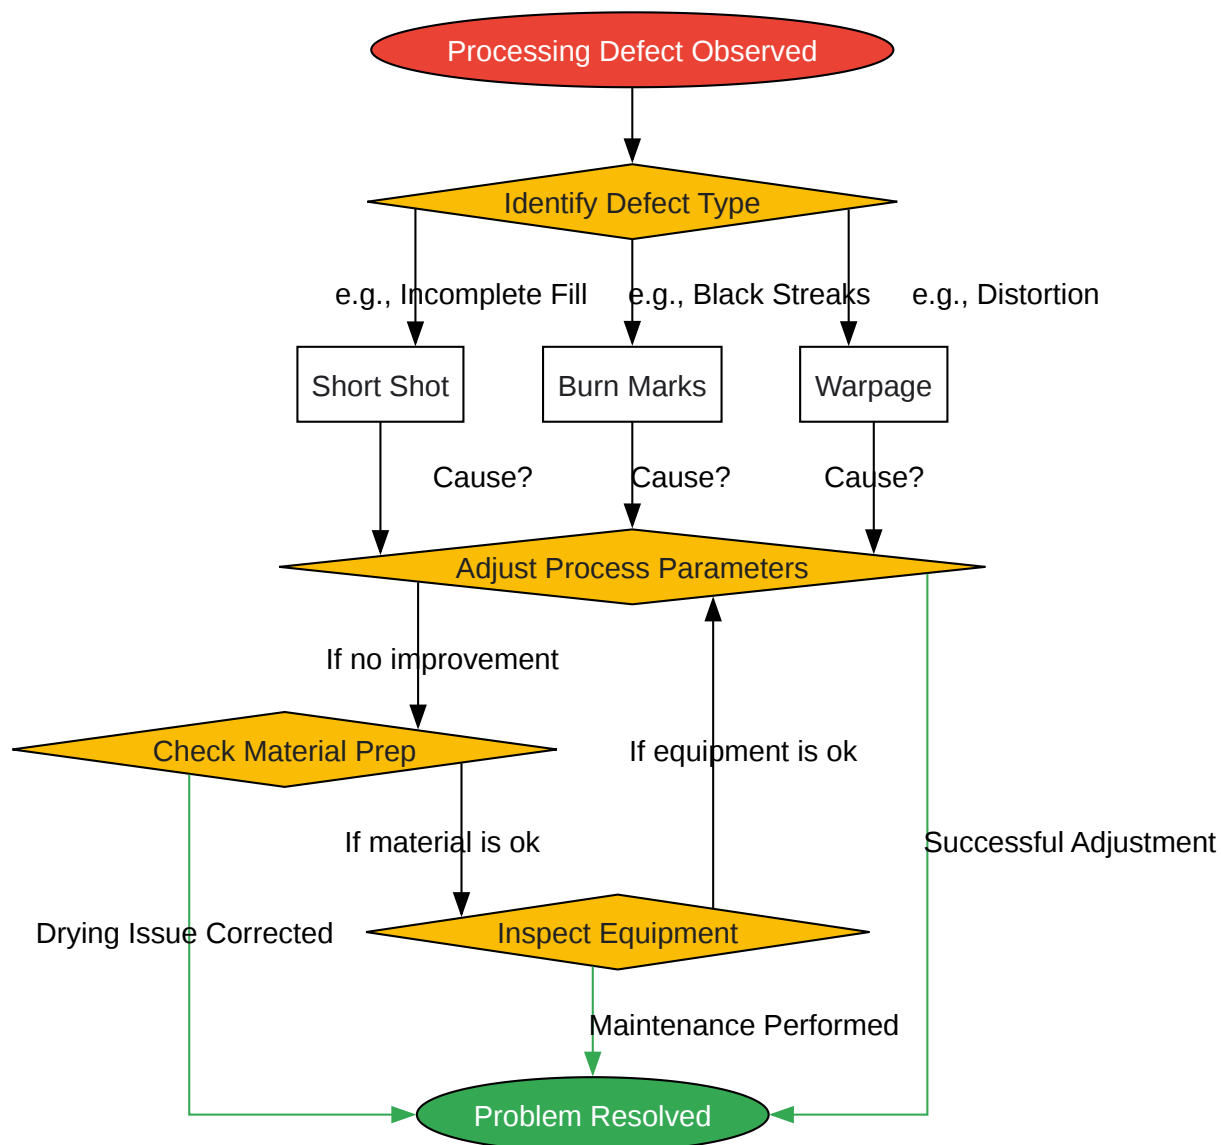 Processing Defect Observed
Identify Defect Type
e.g., Incomplete Fill
e.g., Black Streaks
e.g., Distortion
Short Shot
Burn Marks
Warpage
Cause?
Cause?
Cause?
Adjust Process Parameters
If no improvement
Check Material Prep
If equipment is ok
If material is ok
Successful Adjustment
Drying Issue Corrected
Inspect Equipment
Maintenance Performed
Problem Resolved